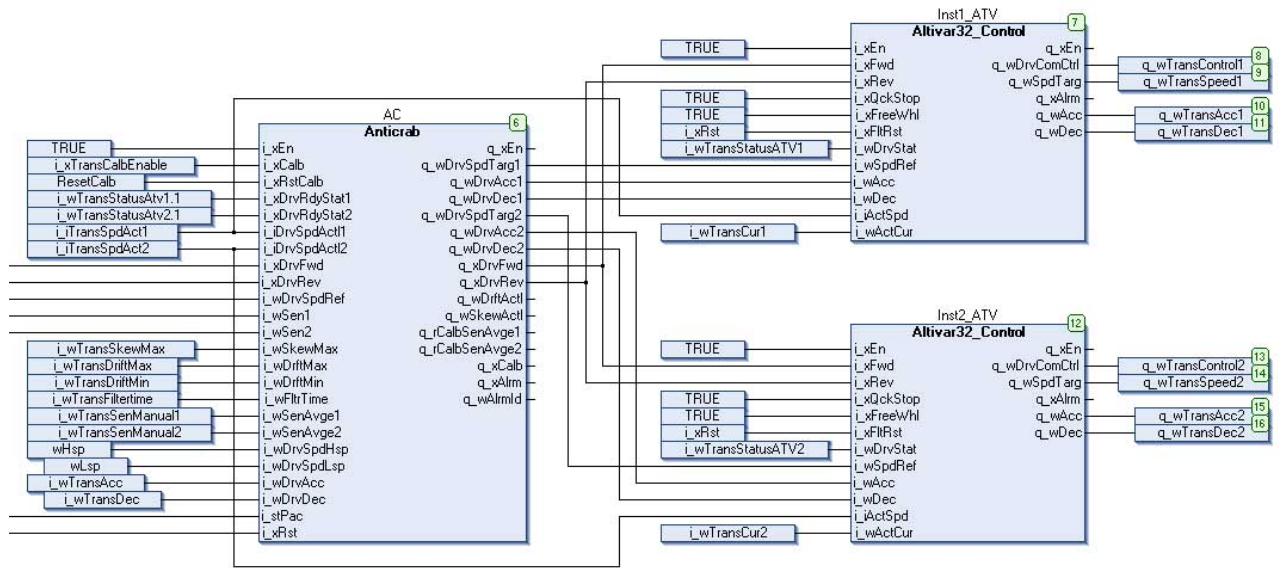 AC
6
Anticrab
TRUE
i_xTransCalbEnable
ResetCalb
i_wTransStatusAtv1.1
i_wTransStatusAtv2.1
i_iTransSpdAct1
i_iTransSpdAct2
i_wTransSkewMax
i_wTransDriftMax
i_wTransDriftMin
i_wTransFiltertime
i_wTransSenManual1
i_wTransSenManual2
wHsp
wLsp
i_wTransAcc
i_wTransDec
i_xEn
i_xCalb
i_xRstCalb
i_xDrvRdyStat1
i_xDrvRdyStat2
i_iDrvSpdActl1
i_iDrvSpdActl2
i_xDrvFwd
i_xDrvRev
i_wDrvSpdRef
i_wSen1
i_wSen2
i_wSkewMax
i_wDrftMax
i_wDrftMin
i_wFltrTime
i_wSenAvge1
i_wSenAvge2
i_wDrvSpdHsp
i_wDrvSpdLsp
i_wDrvAcc
i_wDrvDec
i_stPac
i_xRst
q_xEn
q_wDrvSpdTarg1
q_wDrvAcc1
q_wDrvDec1
q_wDrvSpdTarg2
q_wDrvAcc2
q_wDrvDec2
q_xDrvFwd
q_xDrvRev
q_wDrftActl
q_wSkewActl
q_rCalbSenAvge1
q_rCalbSenAvge2
q_xCalb
q_xAlrm
q_wAlrmId
Inst1_ATV
7
Altivar32_Control
TRUE
TRUE
TRUE
i_xRst
i_wTransStatusATV1
i_wTransCur1
i_xEn
i_xFwd
i_xRev
i_xQckStop
i_xFreeWhl
i_xFltRst
i_wDrvStat
i_wSpdRef
i_wAcc
i_wDec
i_iActSpd
i_wActCur
q_xEn
q_wDrvComCtrl
q_wSpdTarg
q_xAlrm
q_wAcc
q_wDec
8
q_wTransControl1
9
q_wTransSpeed1
10
q_wTransAcc1
11
q_wTransDec1
Inst2_ATV
12
Altivar32_Control
TRUE
TRUE
TRUE
i_xRst
i_wTransStatusATV2
i_wTransCur2
i_xEn
i_xFwd
i_xRev
i_xQckStop
i_xFreeWhl
i_xFltRst
i_wDrvStat
i_wSpdRef
i_wAcc
i_wDec
i_iActSpd
i_wActCur
q_xEn
q_wDrvComCtrl
q_wSpdTarg
q_xAlrm
q_wAcc
q_wDec
13
q_wTransControl2
14
q_wTransSpeed2
15
q_wTransAcc2
16
q_wTransDec2